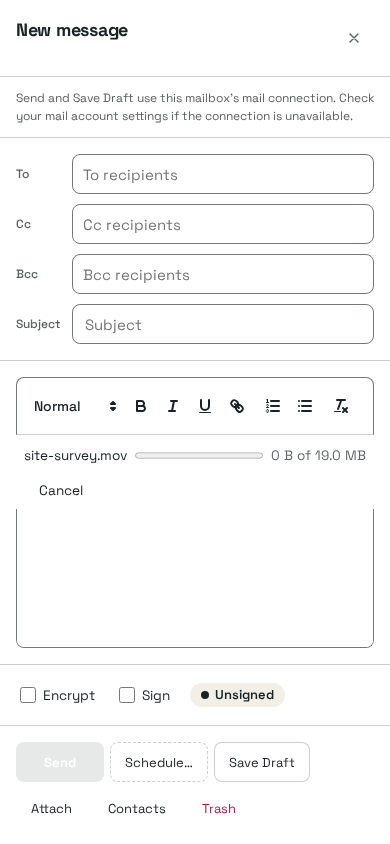 New message
Send and Save Draft use this mailbox's mail connection. Check
your mail account settings if the connection is unavailable.
To To recipients
Cc Cc recipients
Bcc Bcc recipients
Subject Subject
Normal B I U
site-survey.mov 0 B of 19.0 MB
Cancel
Encrypt Sign Unsigned
Send Schedule... Save Draft
Attach Contacts Trash